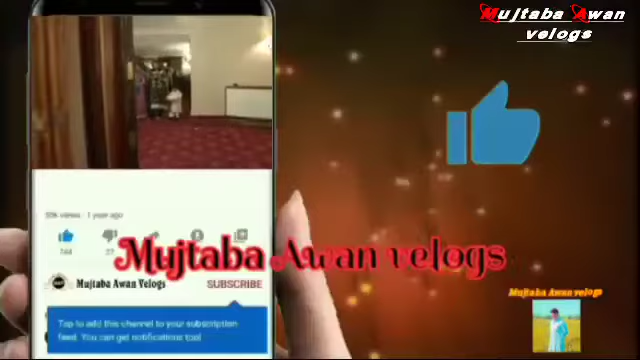 Mujtaba Awan
velogs
1 year ago
Mujtaba Awan velogs
Mujtaba Awan Velogs
SUBSCRIBE
Mujtaba Awan velogs
Tap to add this channel to your subscription
feed. You can get notifications too!